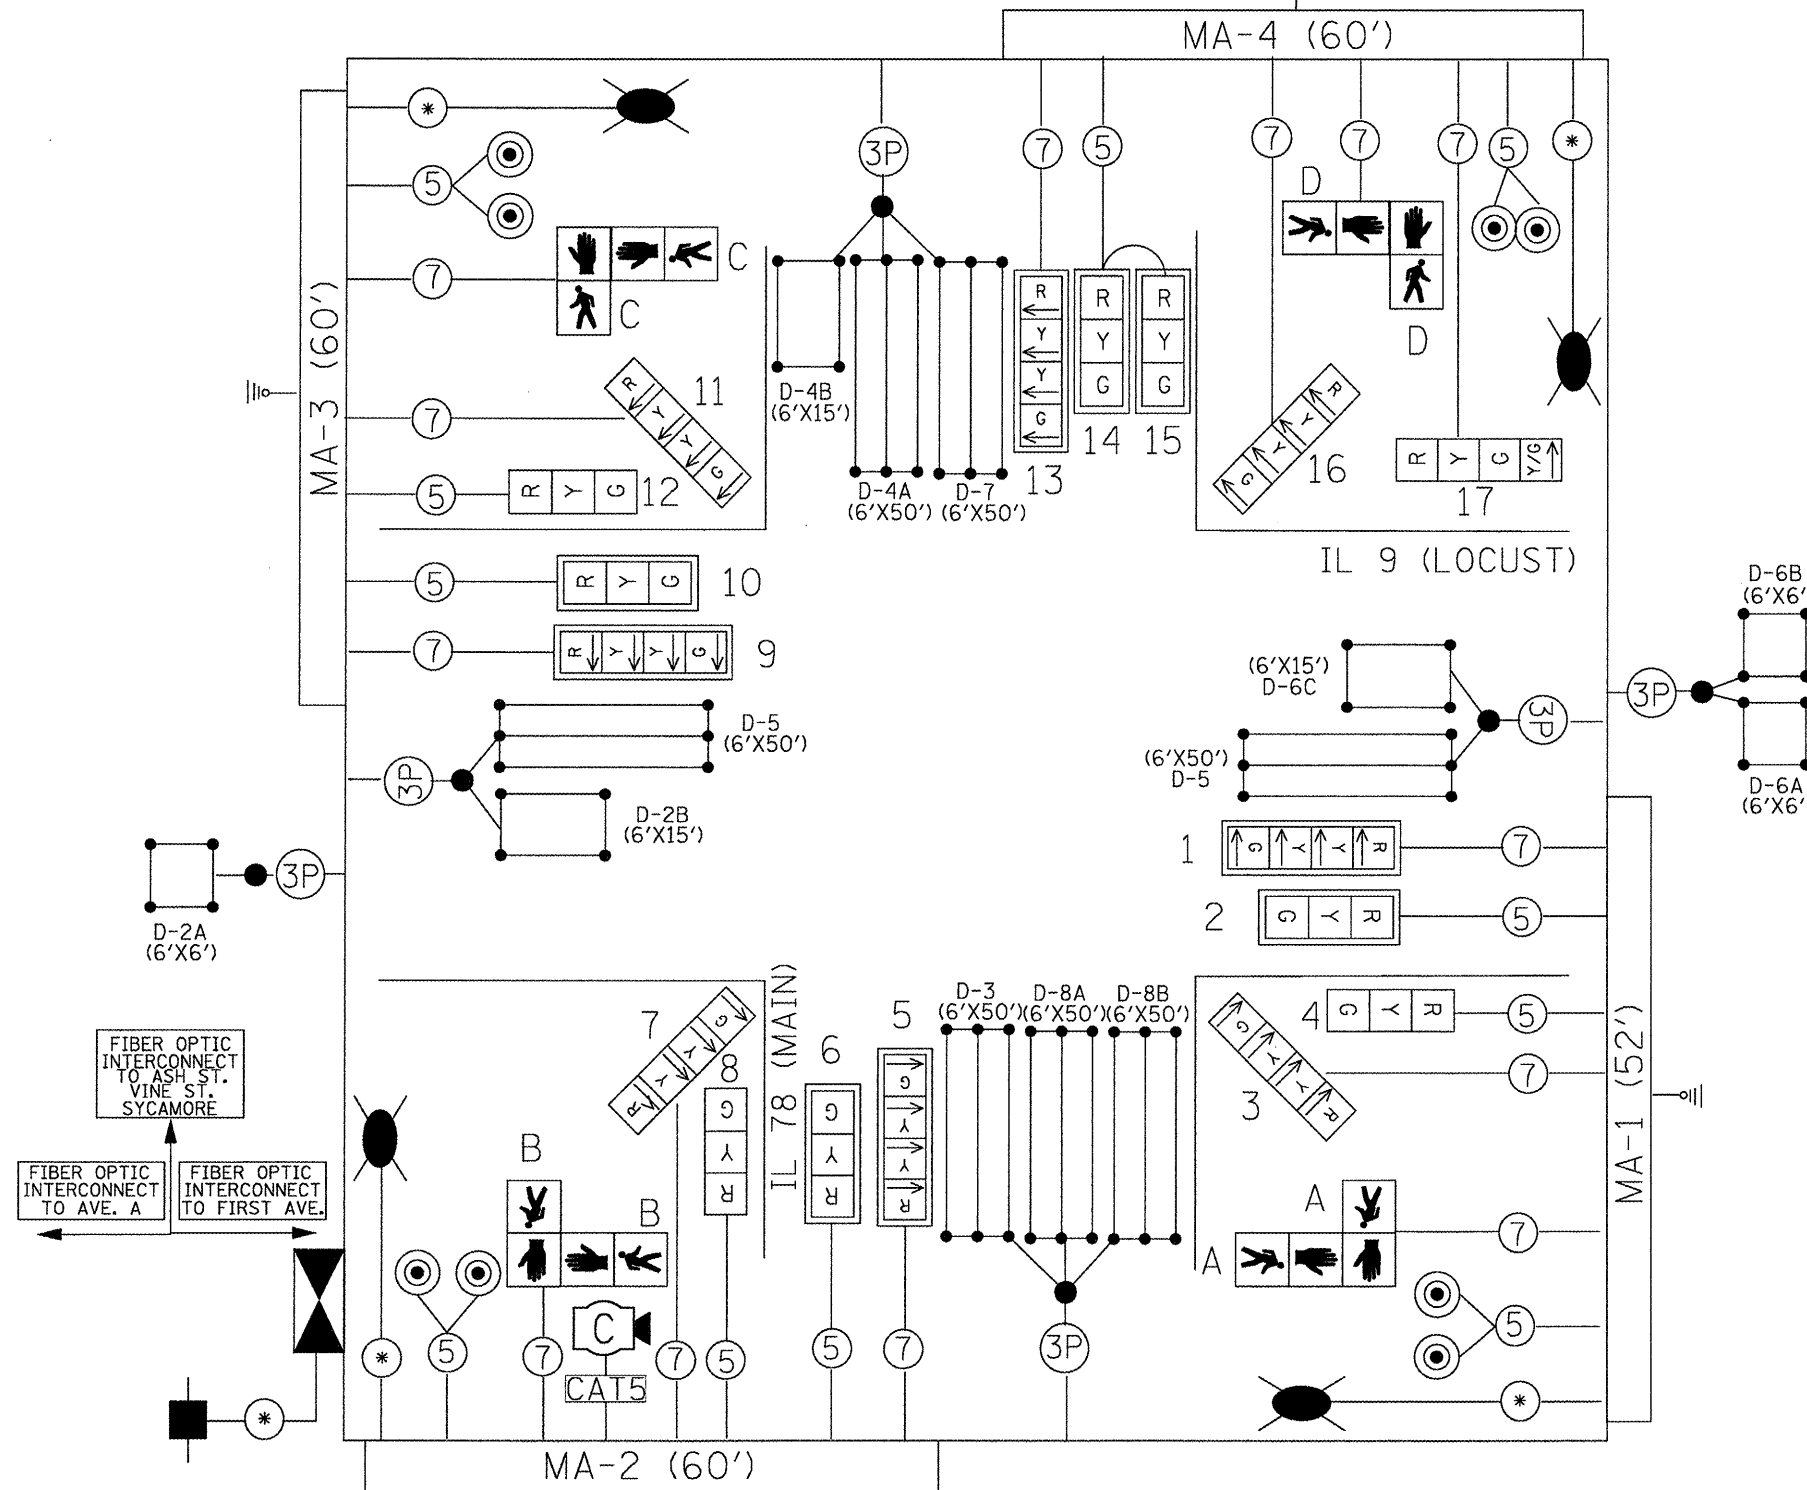 MA-4 (60')
*
5
7
7
5
MA-3 (60')
C
C
3P
7
5
7
7
7
5
*
D
D
R Y Y G
11
R Y G
12
D-4B
(6'X15')
D-4A
(6'X50')
D-7
(6'X50')
R
Y
Y
G
13
R
Y
G
14
R
Y
G
15
R Y Y G
16
R Y G Y/G
17
IL 9 (LOCUST)
5
R Y G
10
7
R Y Y G
9
D-5
(6'X50')
3P
D-2B
(6'X15')
3P
D-2A
(6'X6')
(6'X15')
D-6C
3P
(6'X50')
D-5
3P
D-6B
(6'X6'
D-6A
(6'X6'
1
G Y Y R
7
2
G Y R
5
IL 78 (MAIN)
D-3
(6'X50')
D-8A
(6'X50')
D-8B
(6'X50')
3P
3
G Y Y R
7
4
G Y R
5
MA-1 (52')
A
A
7
5
*
5
G
Y
Y
R
7
6
G
Y
R
5
7
G Y Y R
7
8
G
Y
R
5
B
B
7
C
CAT5
5
*
FIBER OPTIC
INTERCONNECT
TO ASH ST.
VINE ST.
SYCAMORE
FIBER OPTIC
INTERCONNECT
TO AVE. A
FIBER OPTIC
INTERCONNECT
TO FIRST AVE.
*
MA-2 (60')